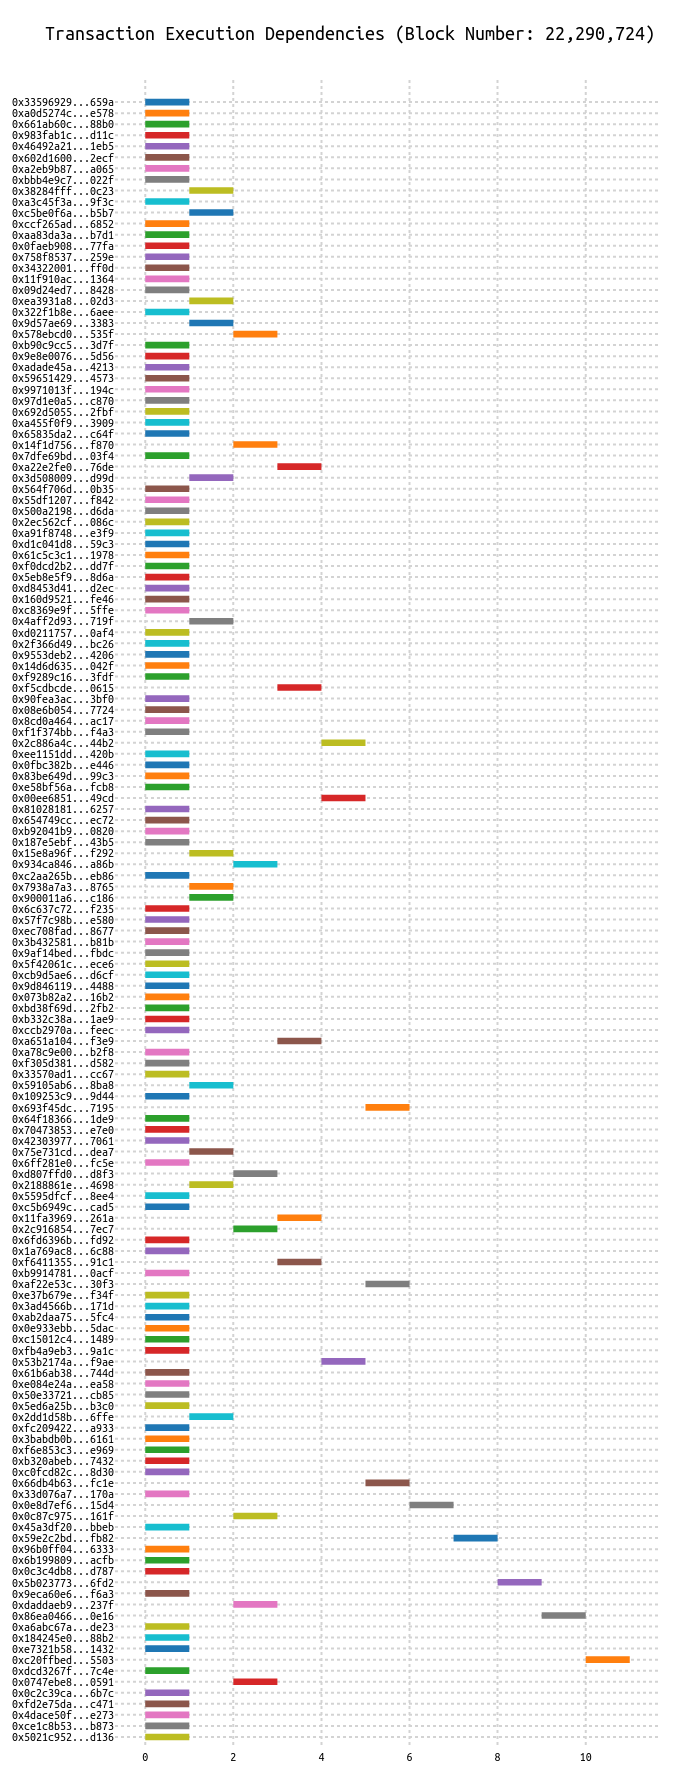 Transaction Execution Dependencies (Block Number: 22,290,724)
0x33596929...659a
0xa0d5274c...e578
0x661ab60c...88b0
0x983fab1c...d11c
0x46492a21...1eb5
0x602d1600...2ecf
0xa2eb9b87...a065
0xbbb4e9c7...022f
0x38284fff...0c23
0xa3c45f3a...9f3c
0xc5be0f6a...b5b7
0xccf265ad...6852
0xaa83da3a...b7d1
0x0faeb908...77fa
0x758f8537...259e
0x34322001...ff0d
0x11f910ac...1364
0x09d24ed7...8428
0xea3931a8...02d3
0x322f1b8e...6aee
0x9d57ae69...3383
0x578ebcd0...535f
0xb90c9cc5...3d7f
0x9e8e0076...5d56
0xadade45a...4213
0x59651429...4573
0x9971013f...194c
0x97d1e0a5...c870
0x692d5055...2fbf
0xa455f0f9...3909
0x65835da2...c64f
0x14f1d756...f870
0x7dfe69bd...03f4
0xa22e2fe0...76de
0x3d508009...d99d
0x564f706d...0b35
0x55df1207...f842
0x500a2198...d6da
0x2ec562cf...086c
0xa91f8748...e3f9
0xd1c041d8...59c3
0x61c5c3c1...1978
0xf0dcd2b2...dd7f
0x5eb8e5f9...8d6a
0xd8453d41...d2ec
0x160d9521...fe46
0xc8369e9f...5ffe
0x4aff2d93...719f
0xd0211757...0af4
0x2f366d49...bc26
0x9553deb2...4206
0x14d6d635...042f
0xf9289c16...3fdf
0xf5cdbcde...0615
0x90fea3ac...3bf0
0x08e6b054...7724
0x8cd0a464...ac17
0xf1f374bb...f4a3
0x2c886a4c...44b2
0xee1151dd...420b
0x0fbc382b...e446
0x83be649d...99c3
0xe58bf56a...fcb8
0x00ee6851...49cd
0x81028181...6257
0x654749cc...ec72
0xb92041b9...0820
0x187e5ebf...43b5
0x15e8a96f...f292
0x934ca846...a86b
0xc2aa265b...eb86
0x7938a7a3...8765
0x900011a6...c186
0x6c637c72...f235
0x57f7c98b...e580
0xec708fad...8677
0x3b432581...b81b
0x9af14bed...fbdc
0x5f42061c...ece6
0xcb9d5ae6...d6cf
0x9d846119...4488
0x073b82a2...16b2
0xbd38f69d...2fb2
0xb332c38a...1ae9
0xccb2970a...feec
0xa651a104...f3e9
0xa78c9e00...b2f8
0xf305d381...d582
0x33570ad1...cc67
0x59105ab6...8ba8
0x109253c9...9d44
0x693f45dc...7195
0x64f18366...1de9
0x70473853...e7e0
0x42303977...7061
0x75e731cd...dea7
0x6ff281e0...fc5e
0xd807ffd0...d8f3
0x2188861e...4698
0x5595dfcf...8ee4
0xc5b6949c...cad5
0x11fa3969...261a
0x2c916854...7ec7
0x6fd6396b...fd92
0x1a769ac8...6c88
0xf6411355...91c1
0xb9914781...0acf
0xaf22e53c...30f3
0xe37b679e...f34f
0x3ad4566b...171d
0xab2daa75...5fc4
0x0e933ebb...5dac
0xc15012c4...1489
0xfb4a9eb3...9a1c
0x53b2174a...f9ae
0x61b6ab38...744d
0xe084e24a...ea58
0x50e33721...cb85
0x5ed6a25b...b3c0
0x2dd1d58b...6ffe
0xfc209422...a933
0x3babdb0b...6161
0xf6e853c3...e969
0xb320abeb...7432
0xc0fcd82c...8d30
0x66db4b63...fc1e
0x33d076a7...170a
0x0e8d7ef6...15d4
0x0c87c975...161f
0x45a3df20...bbeb
0x59e2c2bd...fb82
0x96b0ff04...6333
0x6b199809...acfb
0x0c3c4db8...d787
0x5b023773...6fd2
0x9eca60e6...f6a3
0xdaddaeb9...237f
0x86ea0466...0e16
0xa6abc67a...de23
0x184245e0...88b2
0xe7321b58...1432
0xc20ffbed...5503
0xdcd3267f...7c4e
0x0747ebe8...0591
0x0c2c39ca...6b7c
0xfd2e75da...c471
0x4dace50f...e273
0xce1c8b53...b873
0x5021c952...d136
0 2 4 6 8 10